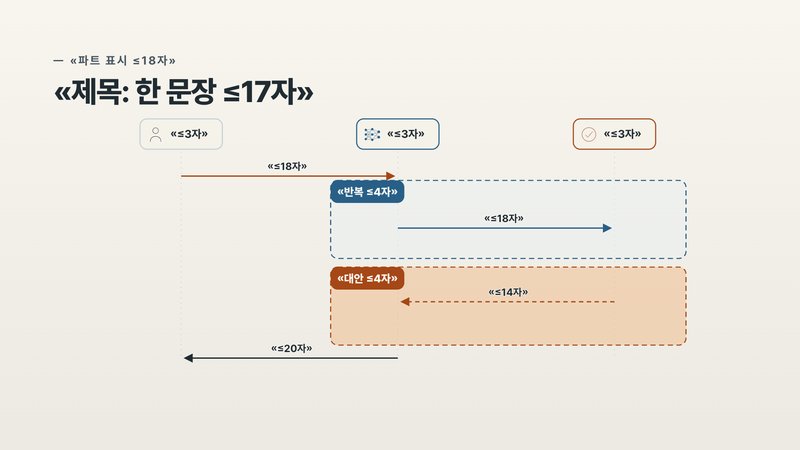 — «파트 표시 ≤18자»
«제목: 한 문장 ≤17자»
«≤3자» «≤3자» «≤3자»
«≤18자»
«반복 ≤4자»
«≤18자»
«대안 ≤4자»
«≤14자»
«≤20자»